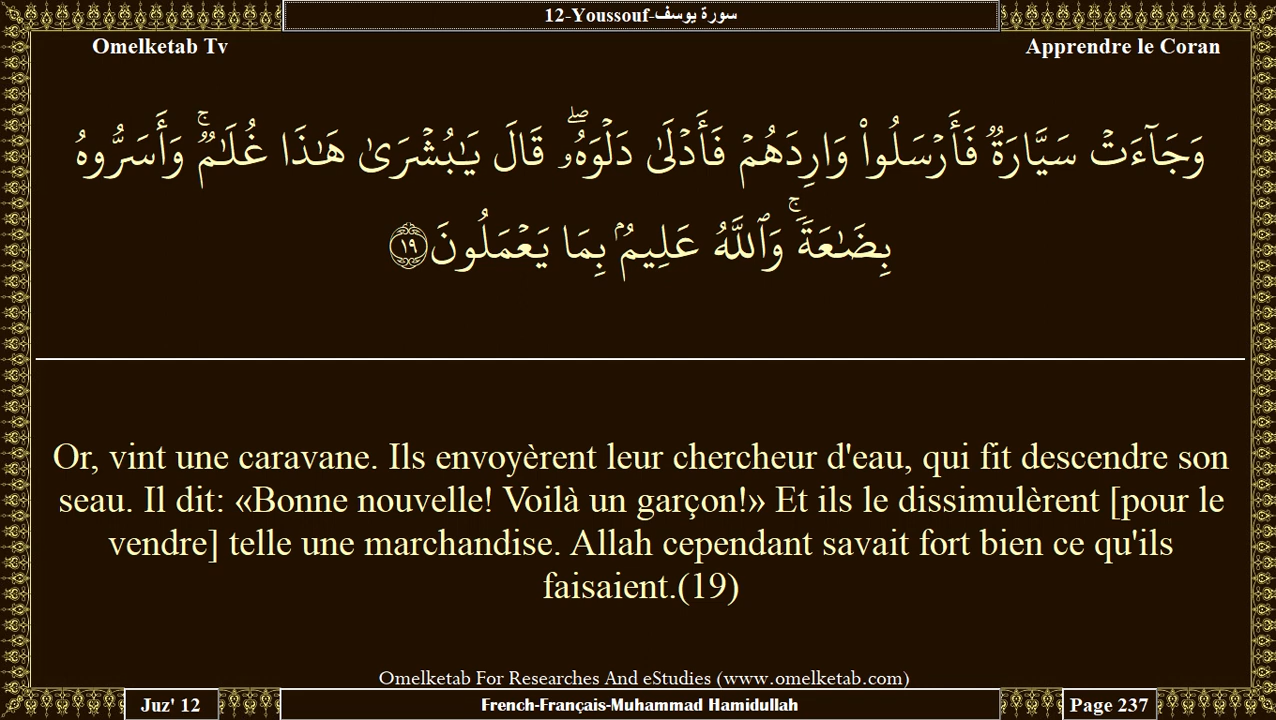 12-Youssouf-سورة يوسف
Omelketab Tv
Apprendre le Coran
وَجَآءَتۡ سَيَّارَةٞ فَأَرۡسَلُواْ وَارِدَهُمۡ فَأَدۡلَىٰ دَلۡوَهُۥۖ قَالَ يَٰبُشۡرَىٰ هَٰذَا غُلَٰمٞۚ وَأَسَرُّوهُ
بِضَٰعَةٗۚ وَٱللَّهُ عَلِيمُۢ بِمَا يَعۡمَلُونَ ١٩
Or, vint une caravane. Ils envoyèrent leur chercheur d'eau, qui fit descendre son
seau. Il dit: «Bonne nouvelle! Voilà un garçon!» Et ils le dissimulèrent [pour le
vendre] telle une marchandise. Allah cependant savait fort bien ce qu'ils
faisaient.(19)
Omelketab For Researches And eStudies (www.omelketab.com)
Juz' 12
French-Français-Muhammad Hamidullah
Page 237